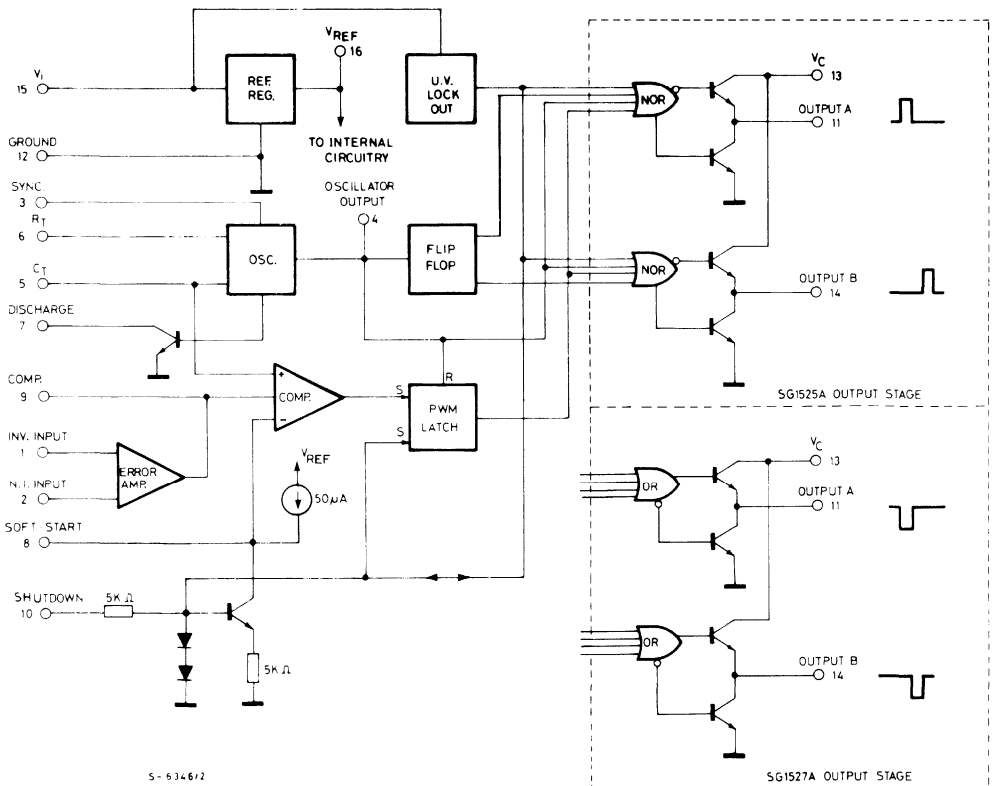 VREF
16
VI
15
REF.
REG.
U.V.
LOCK
OUT
TO INTERNAL
CIRCUITRY
GROUND
12
SYNC.
3
OSCILLATOR
OUTPUT
4
RT
6
OSC.
FLIP
FLOP
CT
5
DISCHARGE
7
COMP.
9
+
COMP.
−
S
R
PWM
LATCH
S
INV. INPUT
1
ERROR
AMP.
N.I. INPUT
2
VREF
50µA
SOFT-START
8
SHUTDOWN
10
5KΩ
5KΩ
NOR
VC
13
OUTPUT A
11
NOR
OUTPUT B
14
SG1525A OUTPUT STAGE
OR
VC
13
OUTPUT A
11
OR
OUTPUT B
14
SG1527A OUTPUT STAGE
S-6346/2